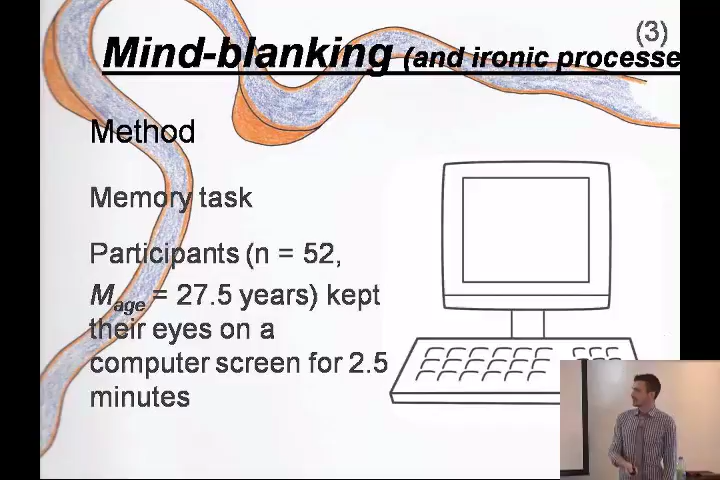 (3)
Mind-blanking (and ironic processe
Method
Memory task
Participants (n = 52,
Mage = 27.5 years) kept
their eyes on a
computer screen for 2.5
minutes